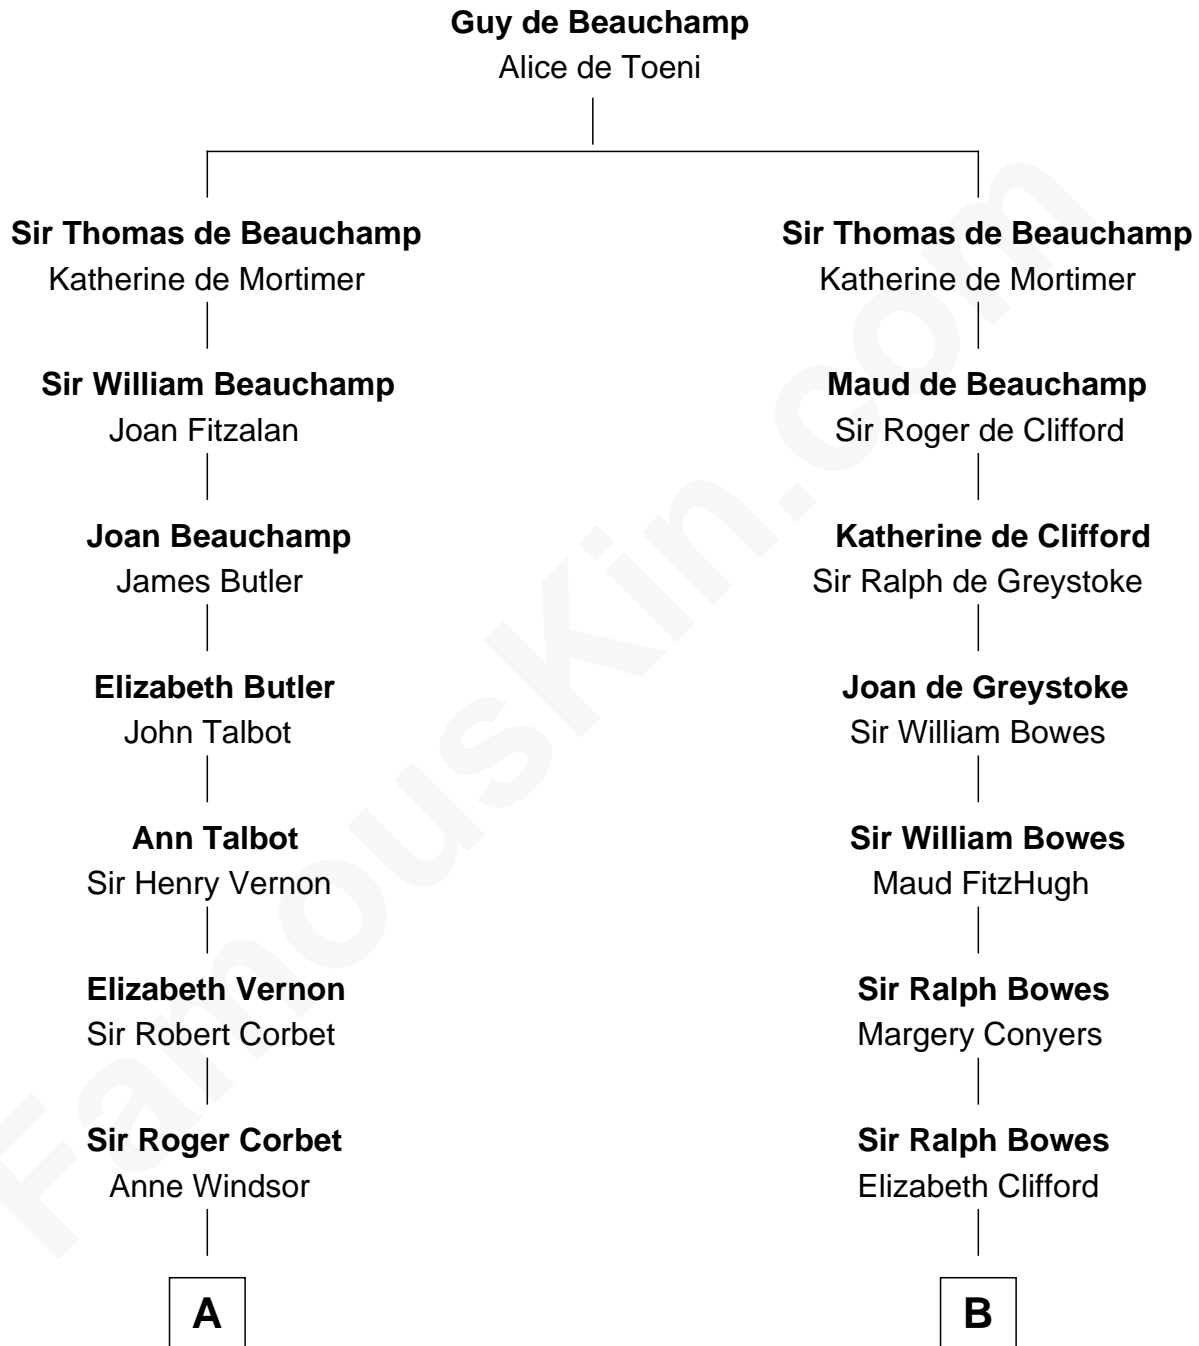 Guy de Beauchamp
Alice de Toeni
Sir Thomas de Beauchamp
Katherine de Mortimer
Sir Thomas de Beauchamp
Katherine de Mortimer
Sir William Beauchamp
Joan Fitzalan
Maud de Beauchamp
Sir Roger de Clifford
Joan Beauchamp
James Butler
Katherine de Clifford
Sir Ralph de Greystoke
Elizabeth Butler
John Talbot
Joan de Greystoke
Sir William Bowes
Ann Talbot
Sir Henry Vernon
Sir William Bowes
Maud FitzHugh
Elizabeth Vernon
Sir Robert Corbet
Sir Ralph Bowes
Margery Conyers
Sir Roger Corbet
Anne Windsor
Sir Ralph Bowes
Elizabeth Clifford
A
B
FamousKin.com